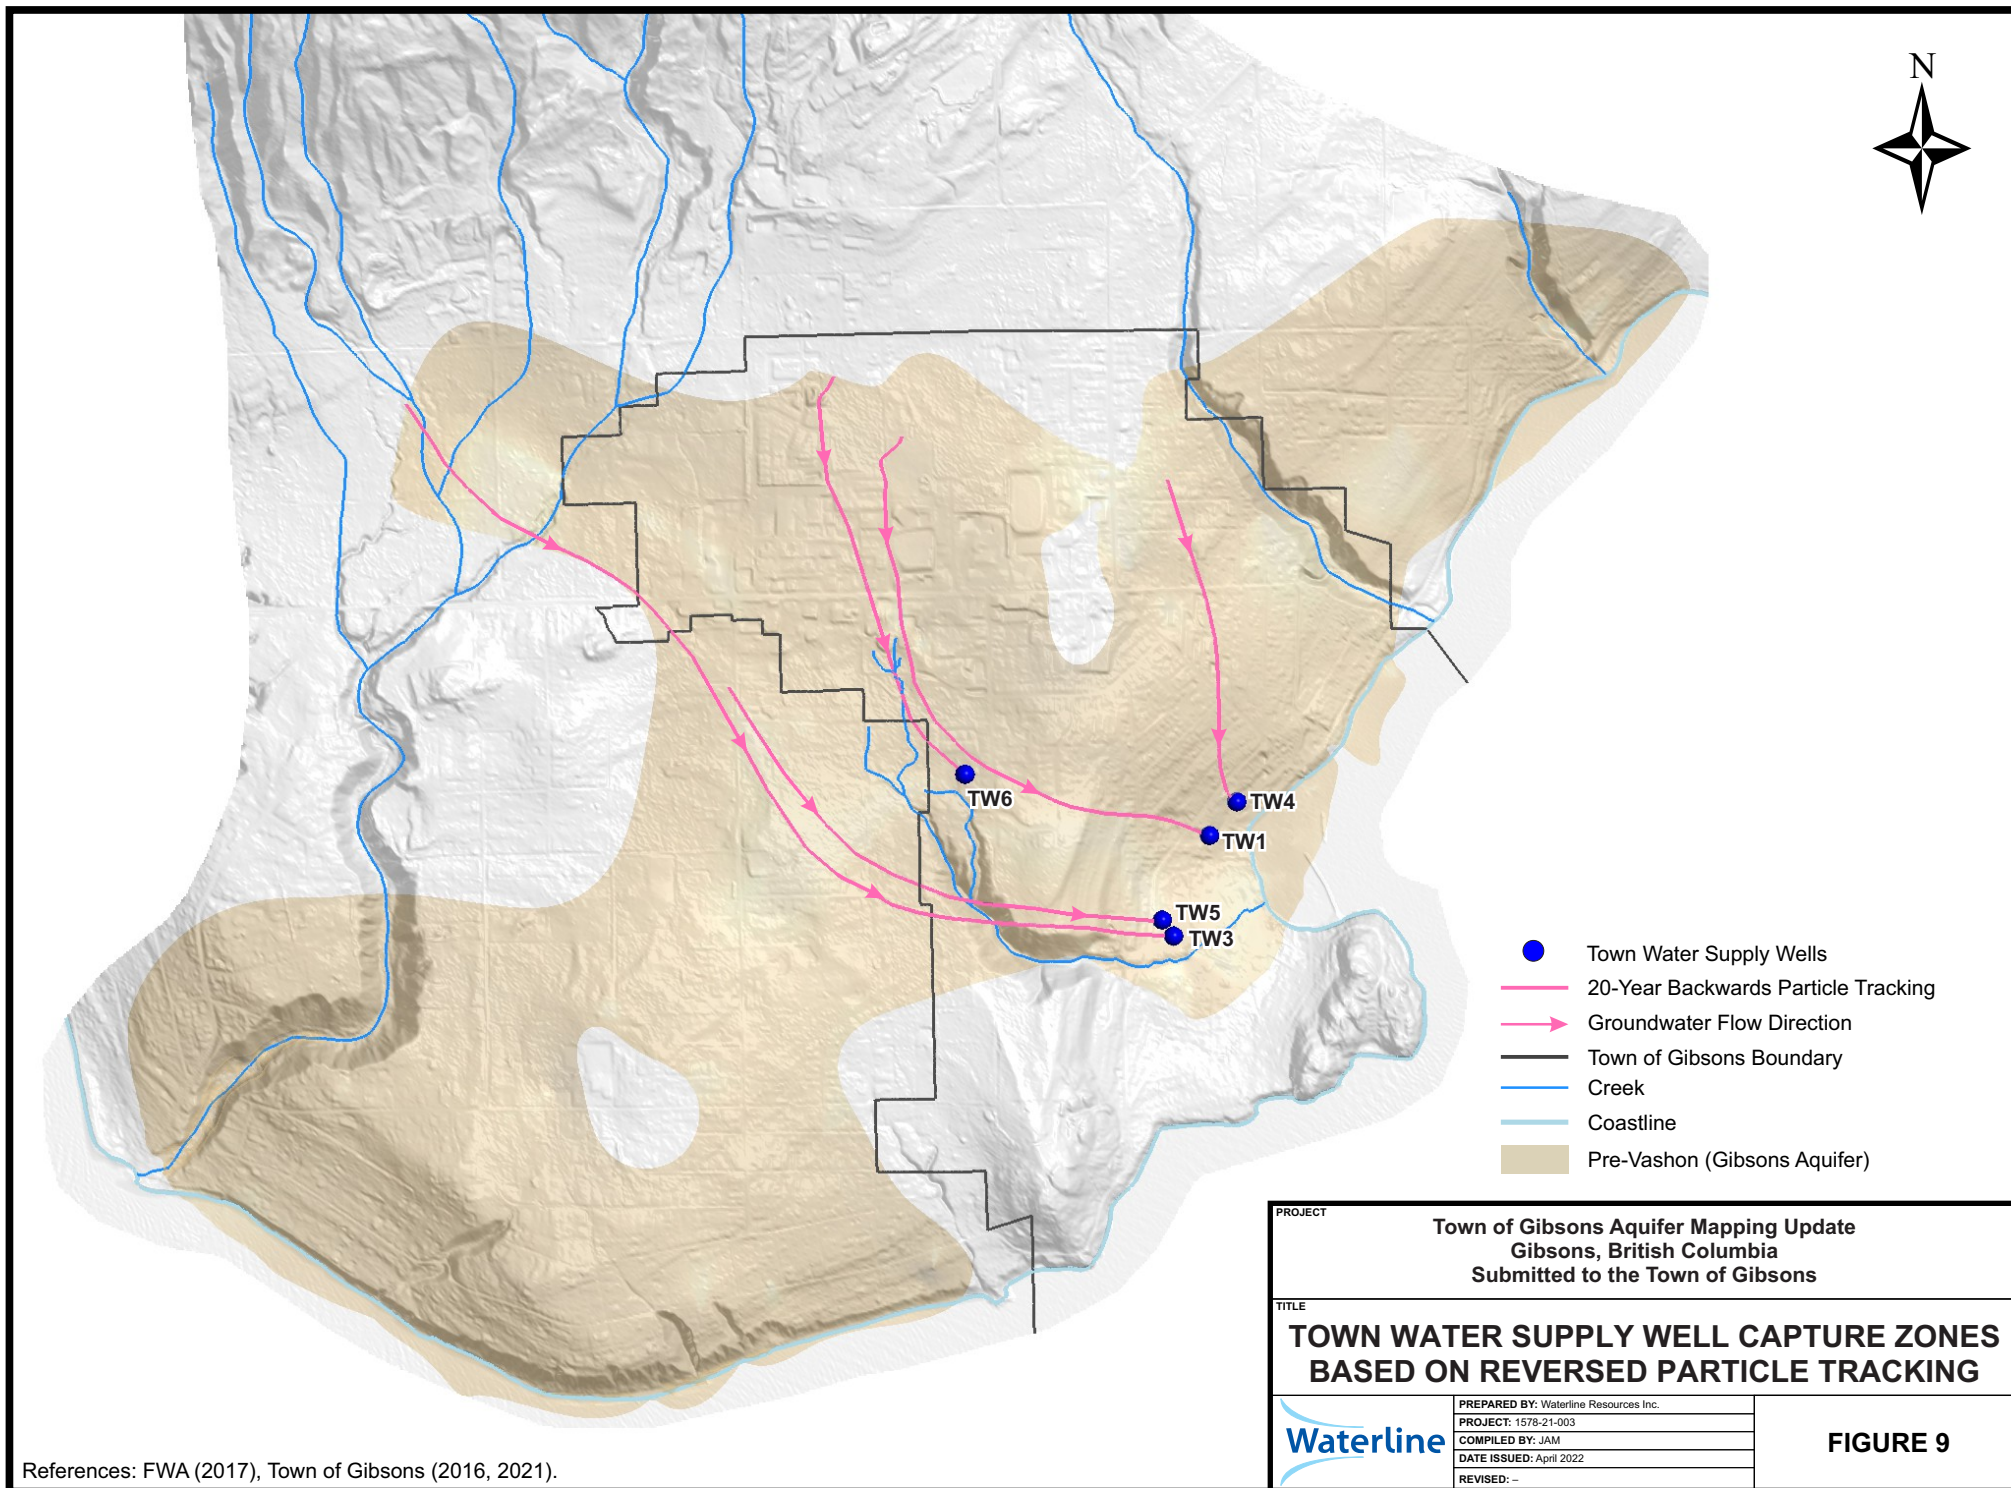 N
TW6
TW4
TW1
TW5
TW3
Town Water Supply Wells
20-Year Backwards Particle Tracking
Groundwater Flow Direction
Town of Gibsons Boundary
Creek
Coastline
Pre-Vashon (Gibsons Aquifer)
PROJECT
Town of Gibsons Aquifer Mapping Update
Gibsons, British Columbia
Submitted to the Town of Gibsons
TITLE
TOWN WATER SUPPLY WELL CAPTURE ZONES
BASED ON REVERSED PARTICLE TRACKING
Waterline
PREPARED BY: Waterline Resources Inc.
PROJECT: 1578-21-003
COMPILED BY: JAM
DATE ISSUED: April 2022
REVISED: –
FIGURE 9
References: FWA (2017), Town of Gibsons (2016, 2021).